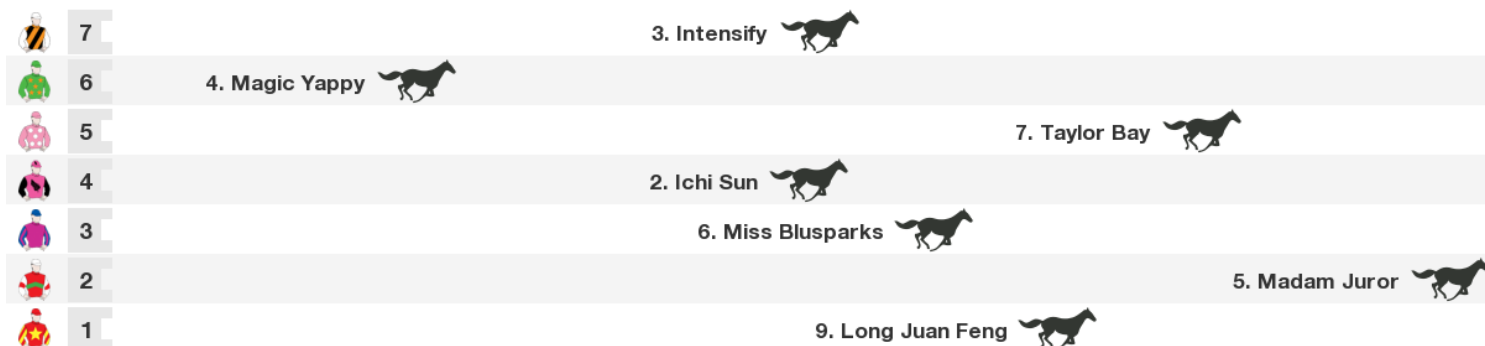 7 3. Intensify
6 4. Magic Yappy
5 7. Taylor Bay
4 2. Ichi Sun
3 6. Miss Blusparks
2 5. Madam Juror
1 9. Long Juan Feng